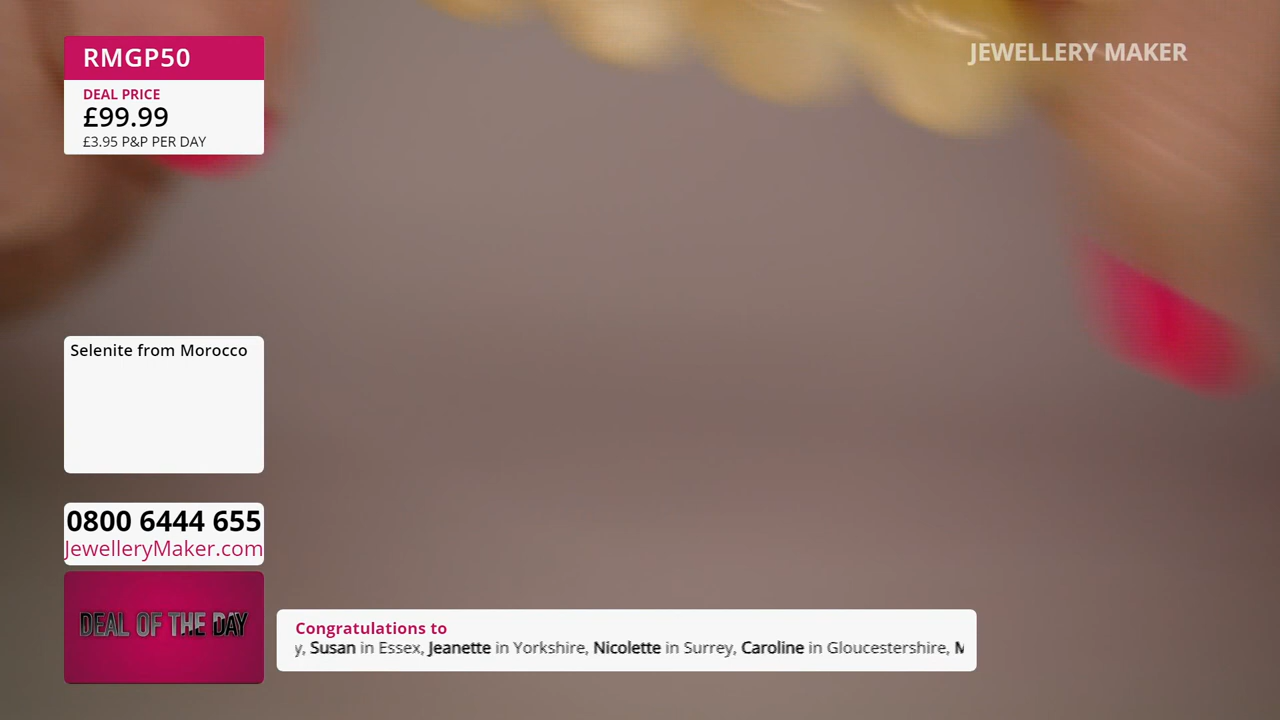 RMGP50
DEAL PRICE
£99.99
£3.95 P&P PER DAY
JEWELLERY MAKER
Selenite from Morocco
0800 6444 655
JewelleryMaker.com
DEAL OF THE DAY
Congratulations to
y, Susan in Essex, Jeanette in Yorkshire, Nicolette in Surrey, Caroline in Gloucestershire, M